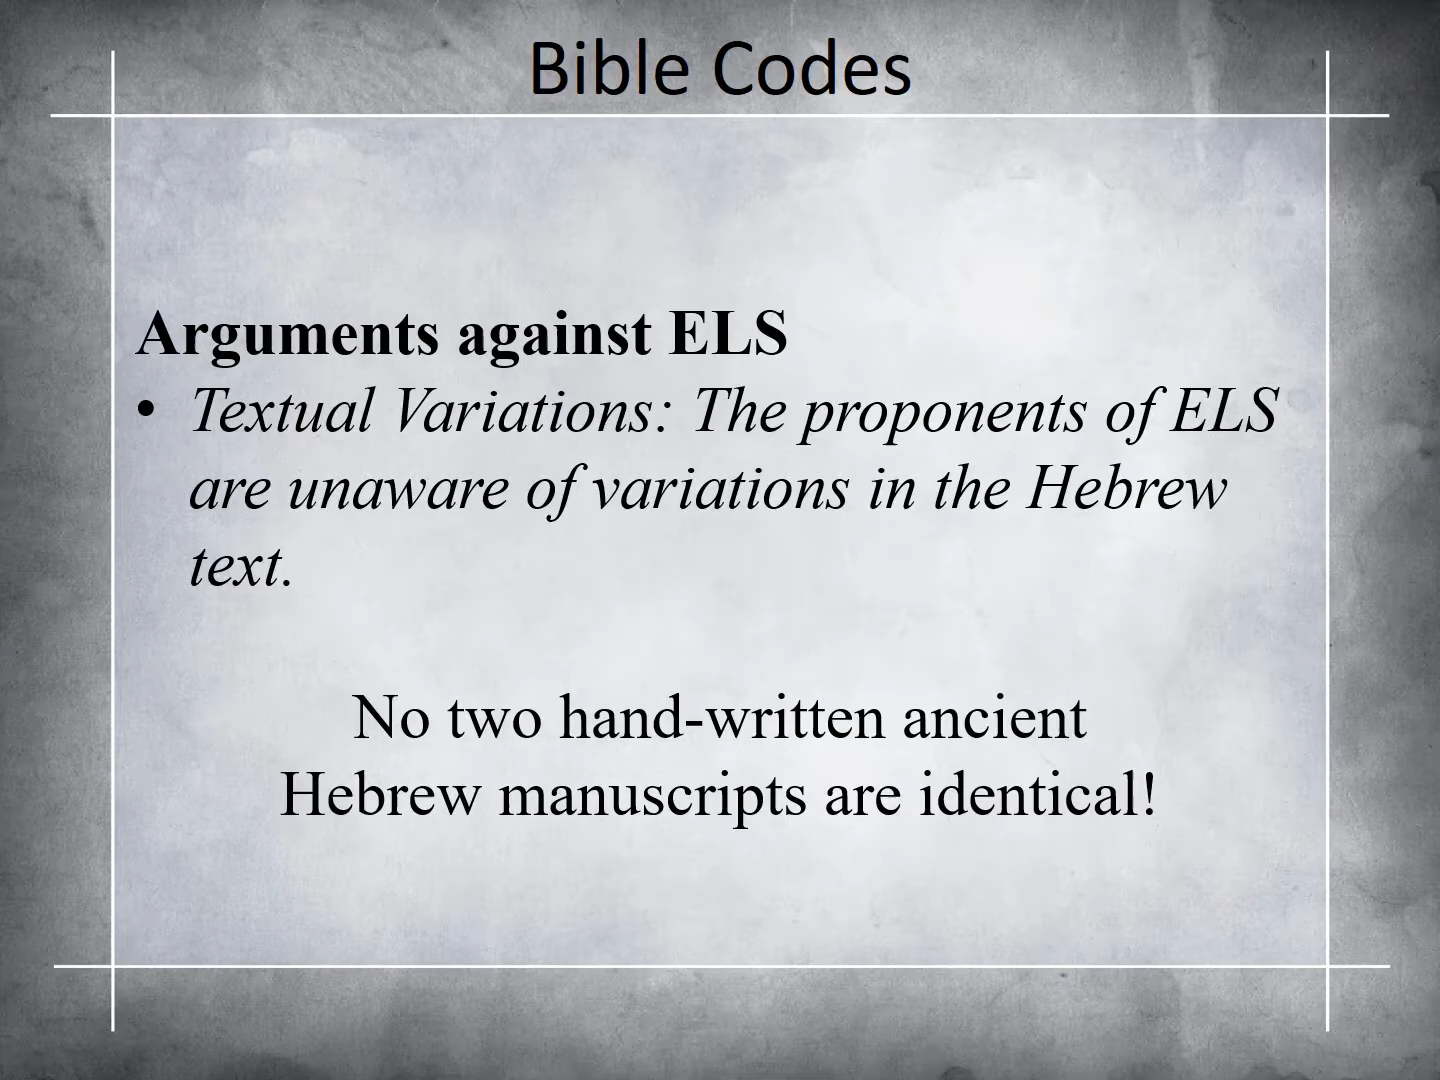 Bible Codes
Arguments against ELS
• Textual Variations: The proponents of ELS
are unaware of variations in the Hebrew
text.
No two hand-written ancient
Hebrew manuscripts are identical!